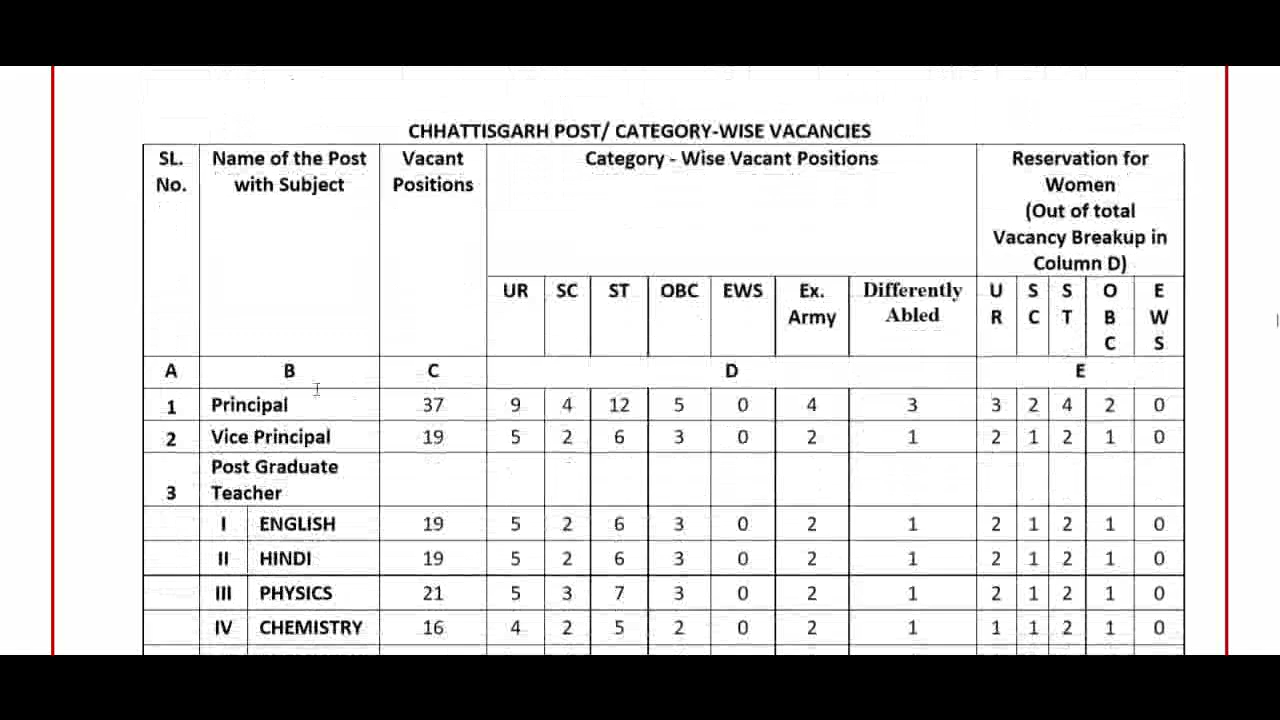 CHHATTISGARH POST/ CATEGORY-WISE VACANCIES
SL. No. Name of the Post with Subject Vacant Positions Category - Wise Vacant Positions Reservation for Women (Out of total Vacancy Breakup in Column D)
UR SC ST OBC EWS Ex. Army Differently Abled UR SC ST OBC EWS
A B C D E
1 Principal 37 9 4 12 5 0 4 3 3 2 4 2 0
2 Vice Principal 19 5 2 6 3 0 2 1 2 1 2 1 0
3 Post Graduate Teacher
I ENGLISH 19 5 2 6 3 0 2 1 2 1 2 1 0
II HINDI 19 5 2 6 3 0 2 1 2 1 2 1 0
III PHYSICS 21 5 3 7 3 0 2 1 2 1 2 1 0
IV CHEMISTRY 16 4 2 5 2 0 2 1 1 1 2 1 0